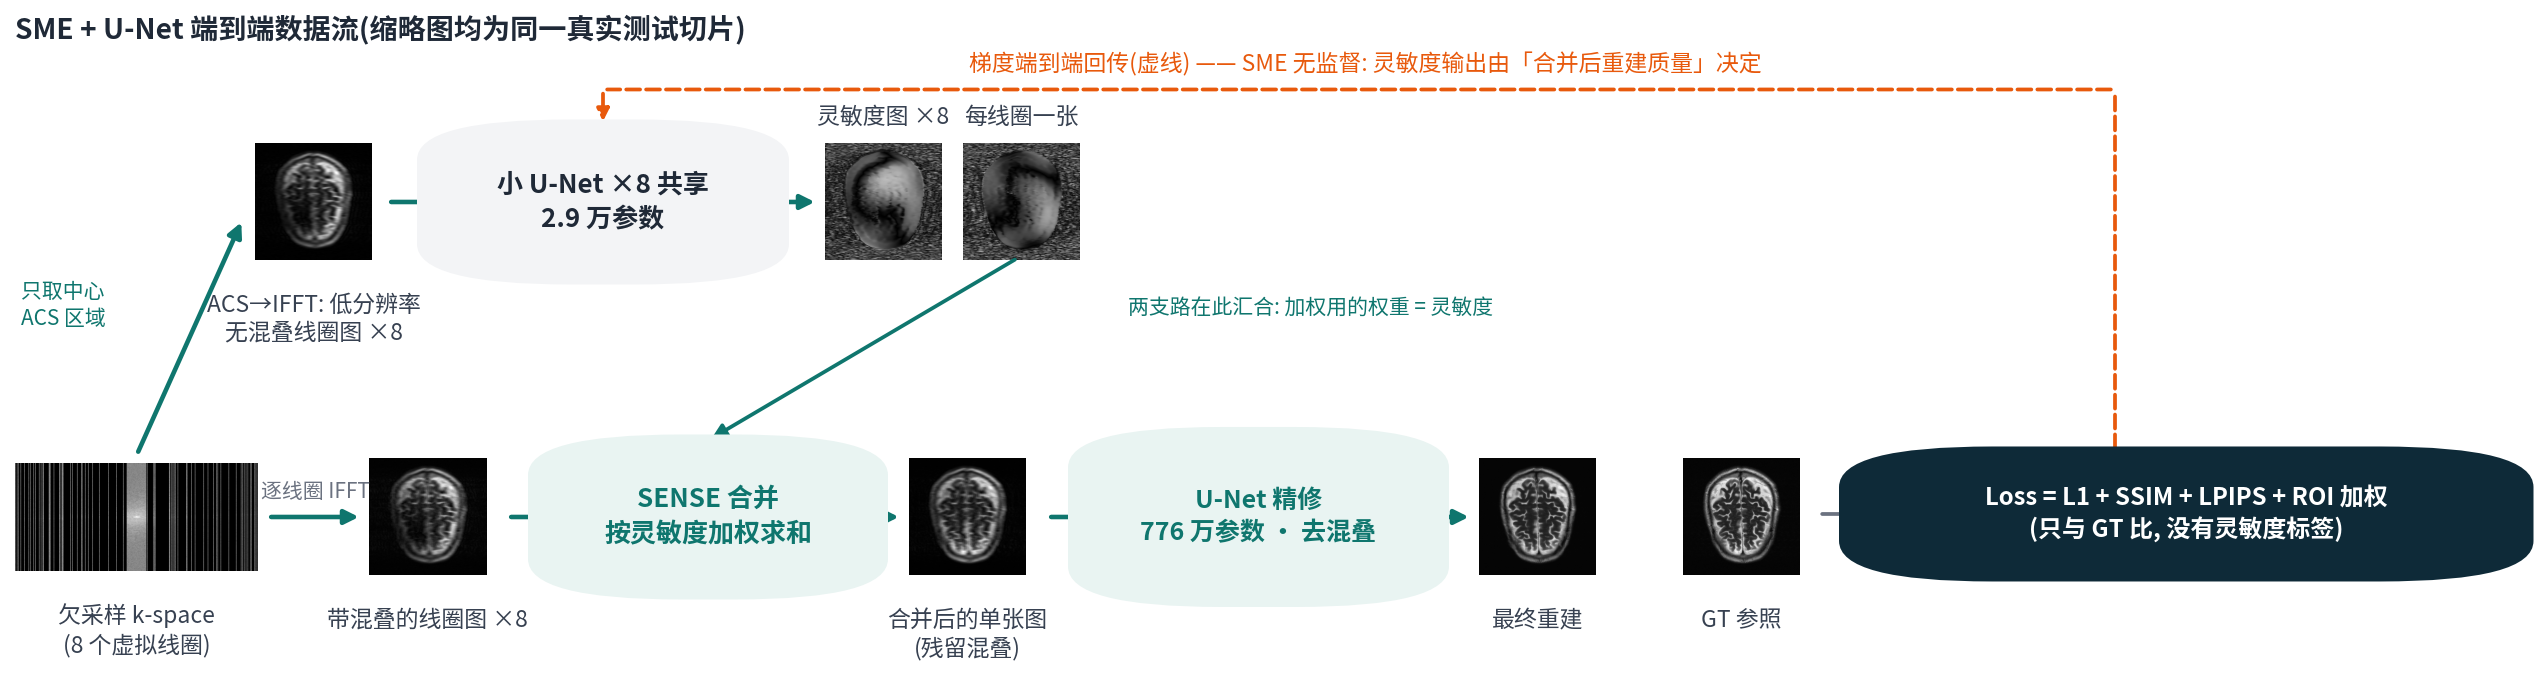 SME + U-Net 端到端数据流(缩略图均为同一真实测试切片)
梯度端到端回传(虚线) —— SME 无监督: 灵敏度输出由「合并后重建质量」决定
灵敏度图 ×8
每线圈一张
小 U-Net ×8 共享
2.9 万参数
只取中心
ACS 区域
ACS→IFFT: 低分辨率
无混叠线圈图 ×8
两支路在此汇合: 加权用的权重 = 灵敏度
逐线圈 IFFT
SENSE 合并
按灵敏度加权求和
U-Net 精修
776 万参数 · 去混叠
Loss = L1 + SSIM + LPIPS + ROI 加权
(只与 GT 比, 没有灵敏度标签)
欠采样 k-space
(8 个虚拟线圈)
带混叠的线圈图 ×8
合并后的单张图
(残留混叠)
最终重建
GT 参照